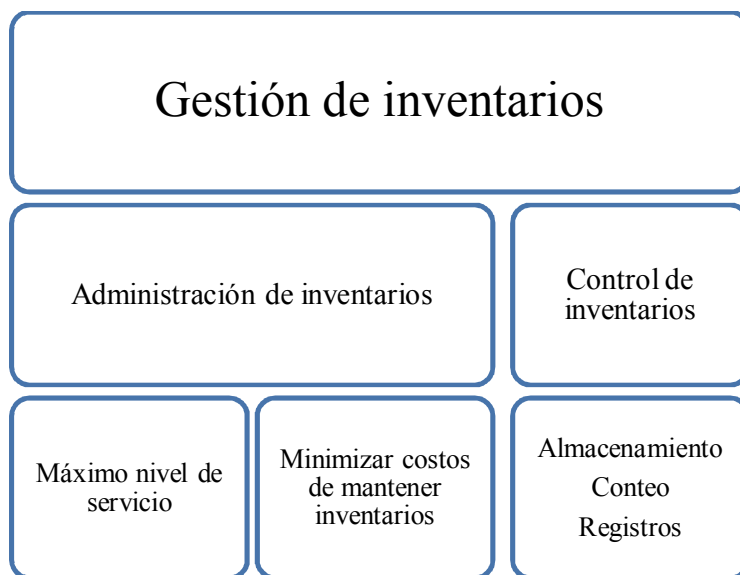 Gestión de inventarios
Administración de inventarios
Control de
inventarios
Máximo nivel de
servicio
Minimizar costos
de mantener
inventarios
Almacenamiento
Conteo
Registros